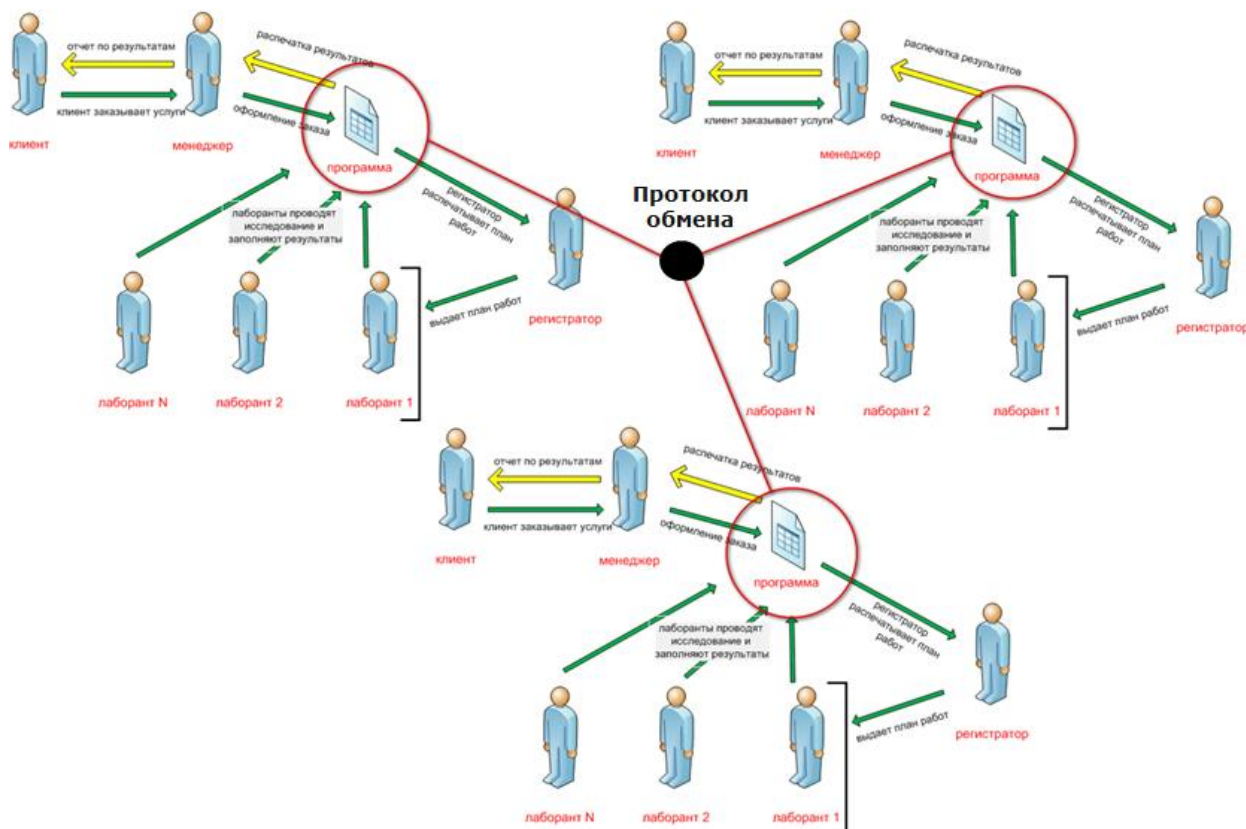 отчет по результатам
распечатка результатов
клиент заказывает услуги
оформление заказа
клиент
менеджер
программа
лаборанты проводят
исследование и
заполняют результаты
регистратор
распечатывает план
работ
выдает план работ
регистратор
лаборант N
лаборант 2
лаборант 1
Протокол
обмена
отчет по результатам
распечатка результатов
клиент заказывает услуги
оформление заказа
клиент
менеджер
программа
лаборанты проводят
исследование и
заполняют результаты
регистратор
распечатывает план
работ
выдает план работ
регистратор
лаборант N
лаборант 2
лаборант 1
отчет по результатам
распечатка результатов
клиент заказывает услуги
оформление заказа
клиент
менеджер
программа
лаборанты проводят
исследование и
заполняют результаты
регистратор
распечатывает план
работ
выдает план работ
регистратор
лаборант N
лаборант 2
лаборант 1